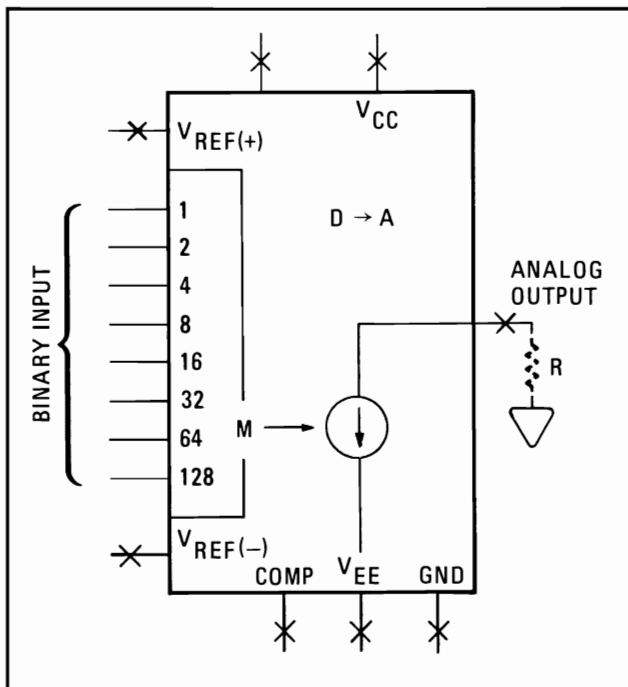 V_CC
V_REF(+)
1
2
4
8
16
32
64
128
BINARY INPUT
D → A
M
ANALOG
OUTPUT
R
V_REF(−)
COMP
V_EE
GND